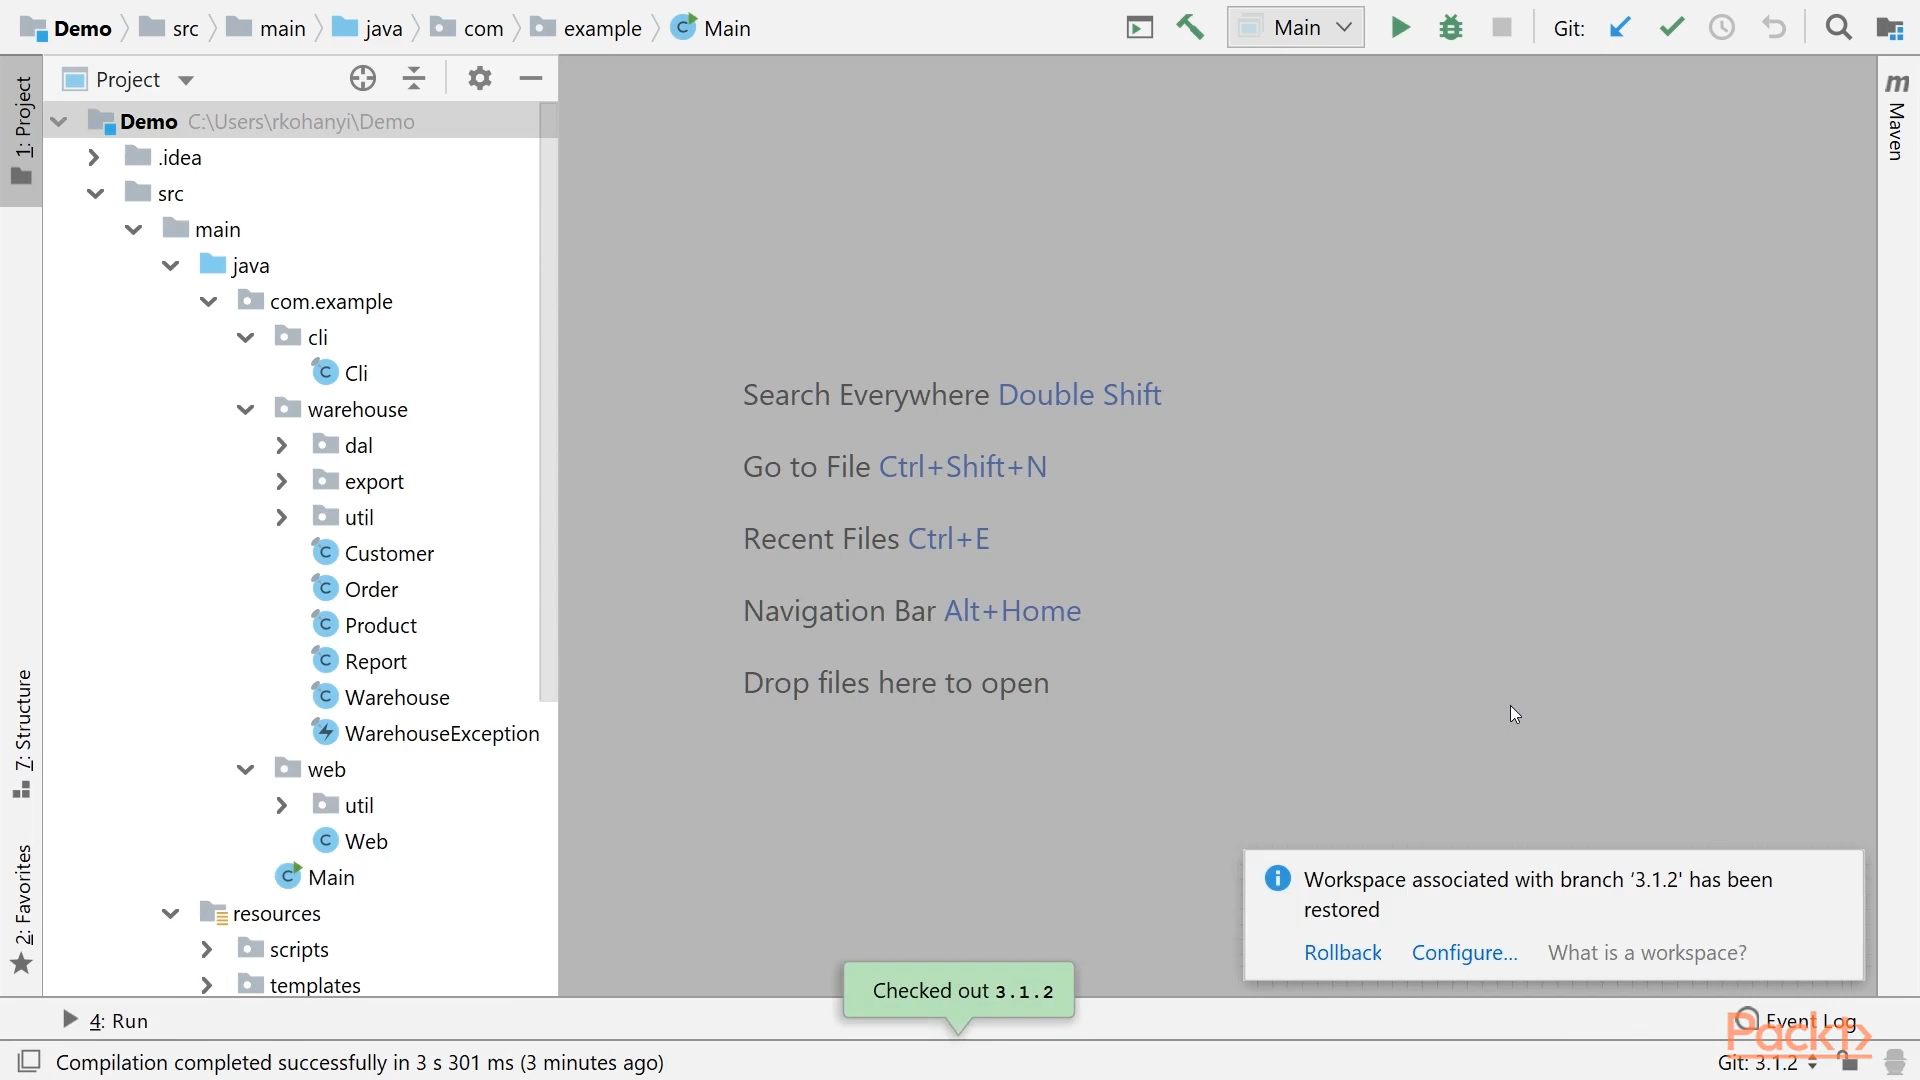 Demo src main java com example Main
Main
Git:
Project
Demo C:\Users\rkohanyi\Demo
.idea
src
main
java
com.example
cli
Cli
warehouse
dal
export
util
Customer
Order
Product
Report
Warehouse
WarehouseException
web
util
Web
Main
resources
scripts
templates
1: Project
7: Structure
2: Favorites
m
Maven
Search Everywhere Double Shift
Go to File Ctrl+Shift+N
Recent Files Ctrl+E
Navigation Bar Alt+Home
Drop files here to open
Workspace associated with branch ‘3.1.2' has been
restored
Rollback Configure... What is a workspace?
Checked out 3.1.2
4: Run
Event Log
Packt>
Compilation completed successfully in 3 s 301 ms (3 minutes ago)
Git: 3.1.2